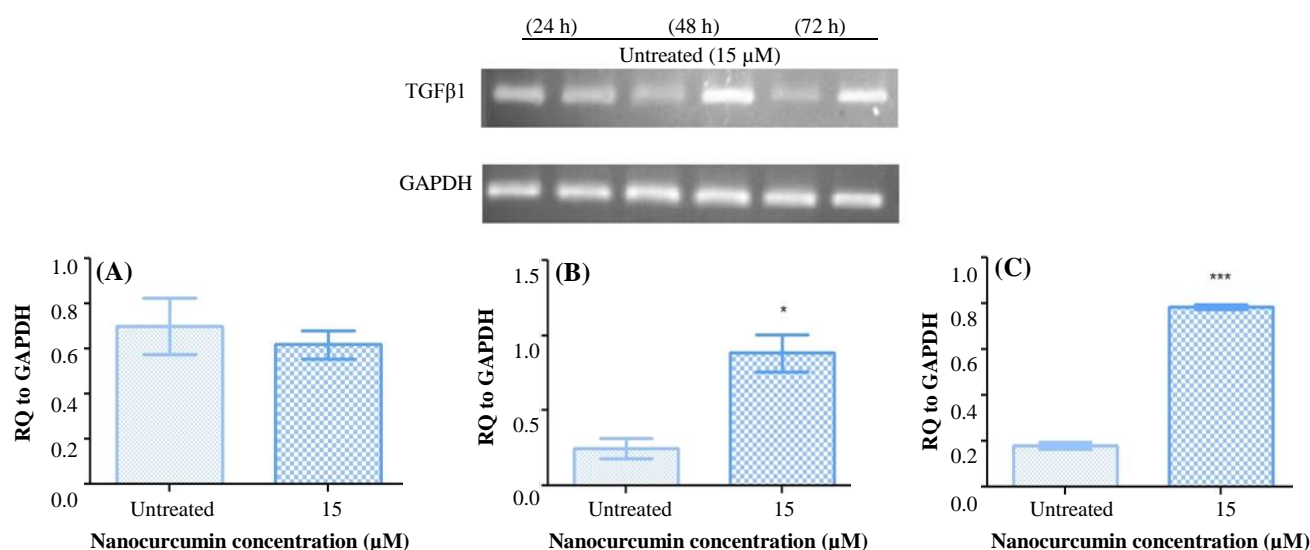 (24 h) (48 h) (72 h)
Untreated (15 µM)
TGFβ1
GAPDH
(A)
1.0
0.8
0.6
0.4
0.2
0.0
RQ to GAPDH
Untreated 15
Nanocurcumin concentration (µM)
(B)
1.5
1.0
0.5
0.0
RQ to GAPDH
*
Untreated 15
Nanocurcumin concentration (µM)
(C)
1.0
0.8
0.6
0.4
0.2
0.0
RQ to GAPDH
***
Untreated 15
Nanocurcumin concentration (µM)